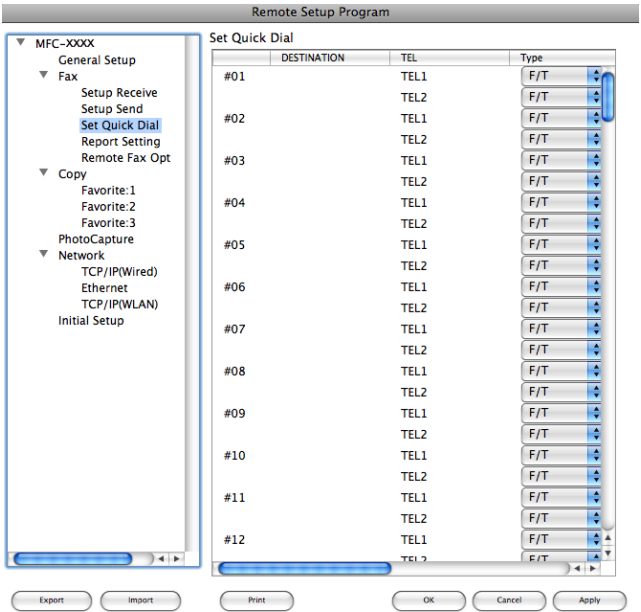 Remote Setup Program
MFC-XXXX
General Setup
Fax
Setup Receive
Setup Send
Set Quick Dial
Report Setting
Remote Fax Opt
Copy
Favorite:1
Favorite:2
Favorite:3
PhotoCapture
Network
TCP/IP(Wired)
Ethernet
TCP/IP(WLAN)
Initial Setup
Set Quick Dial
DESTINATION TEL Type
#01 TEL1 F/T
TEL2 F/T
#02 TEL1 F/T
TEL2 F/T
#03 TEL1 F/T
TEL2 F/T
#04 TEL1 F/T
TEL2 F/T
#05 TEL1 F/T
TEL2 F/T
#06 TEL1 F/T
TEL2 F/T
#07 TEL1 F/T
TEL2 F/T
#08 TEL1 F/T
TEL2 F/T
#09 TEL1 F/T
TEL2 F/T
#10 TEL1 F/T
TEL2 F/T
#11 TEL1 F/T
TEL2 F/T
#12 TEL1 F/T
TEL2 F/T
Export Import Print OK Cancel Apply